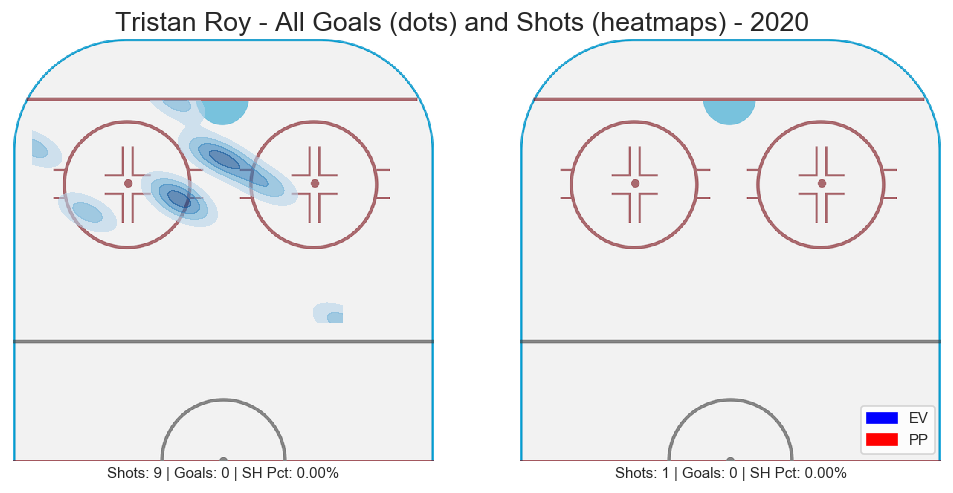 Tristan Roy - All Goals (dots) and Shots (heatmaps) - 2020
EV
PP
Shots: 9 | Goals: 0 | SH Pct: 0.00%
Shots: 1 | Goals: 0 | SH Pct: 0.00%